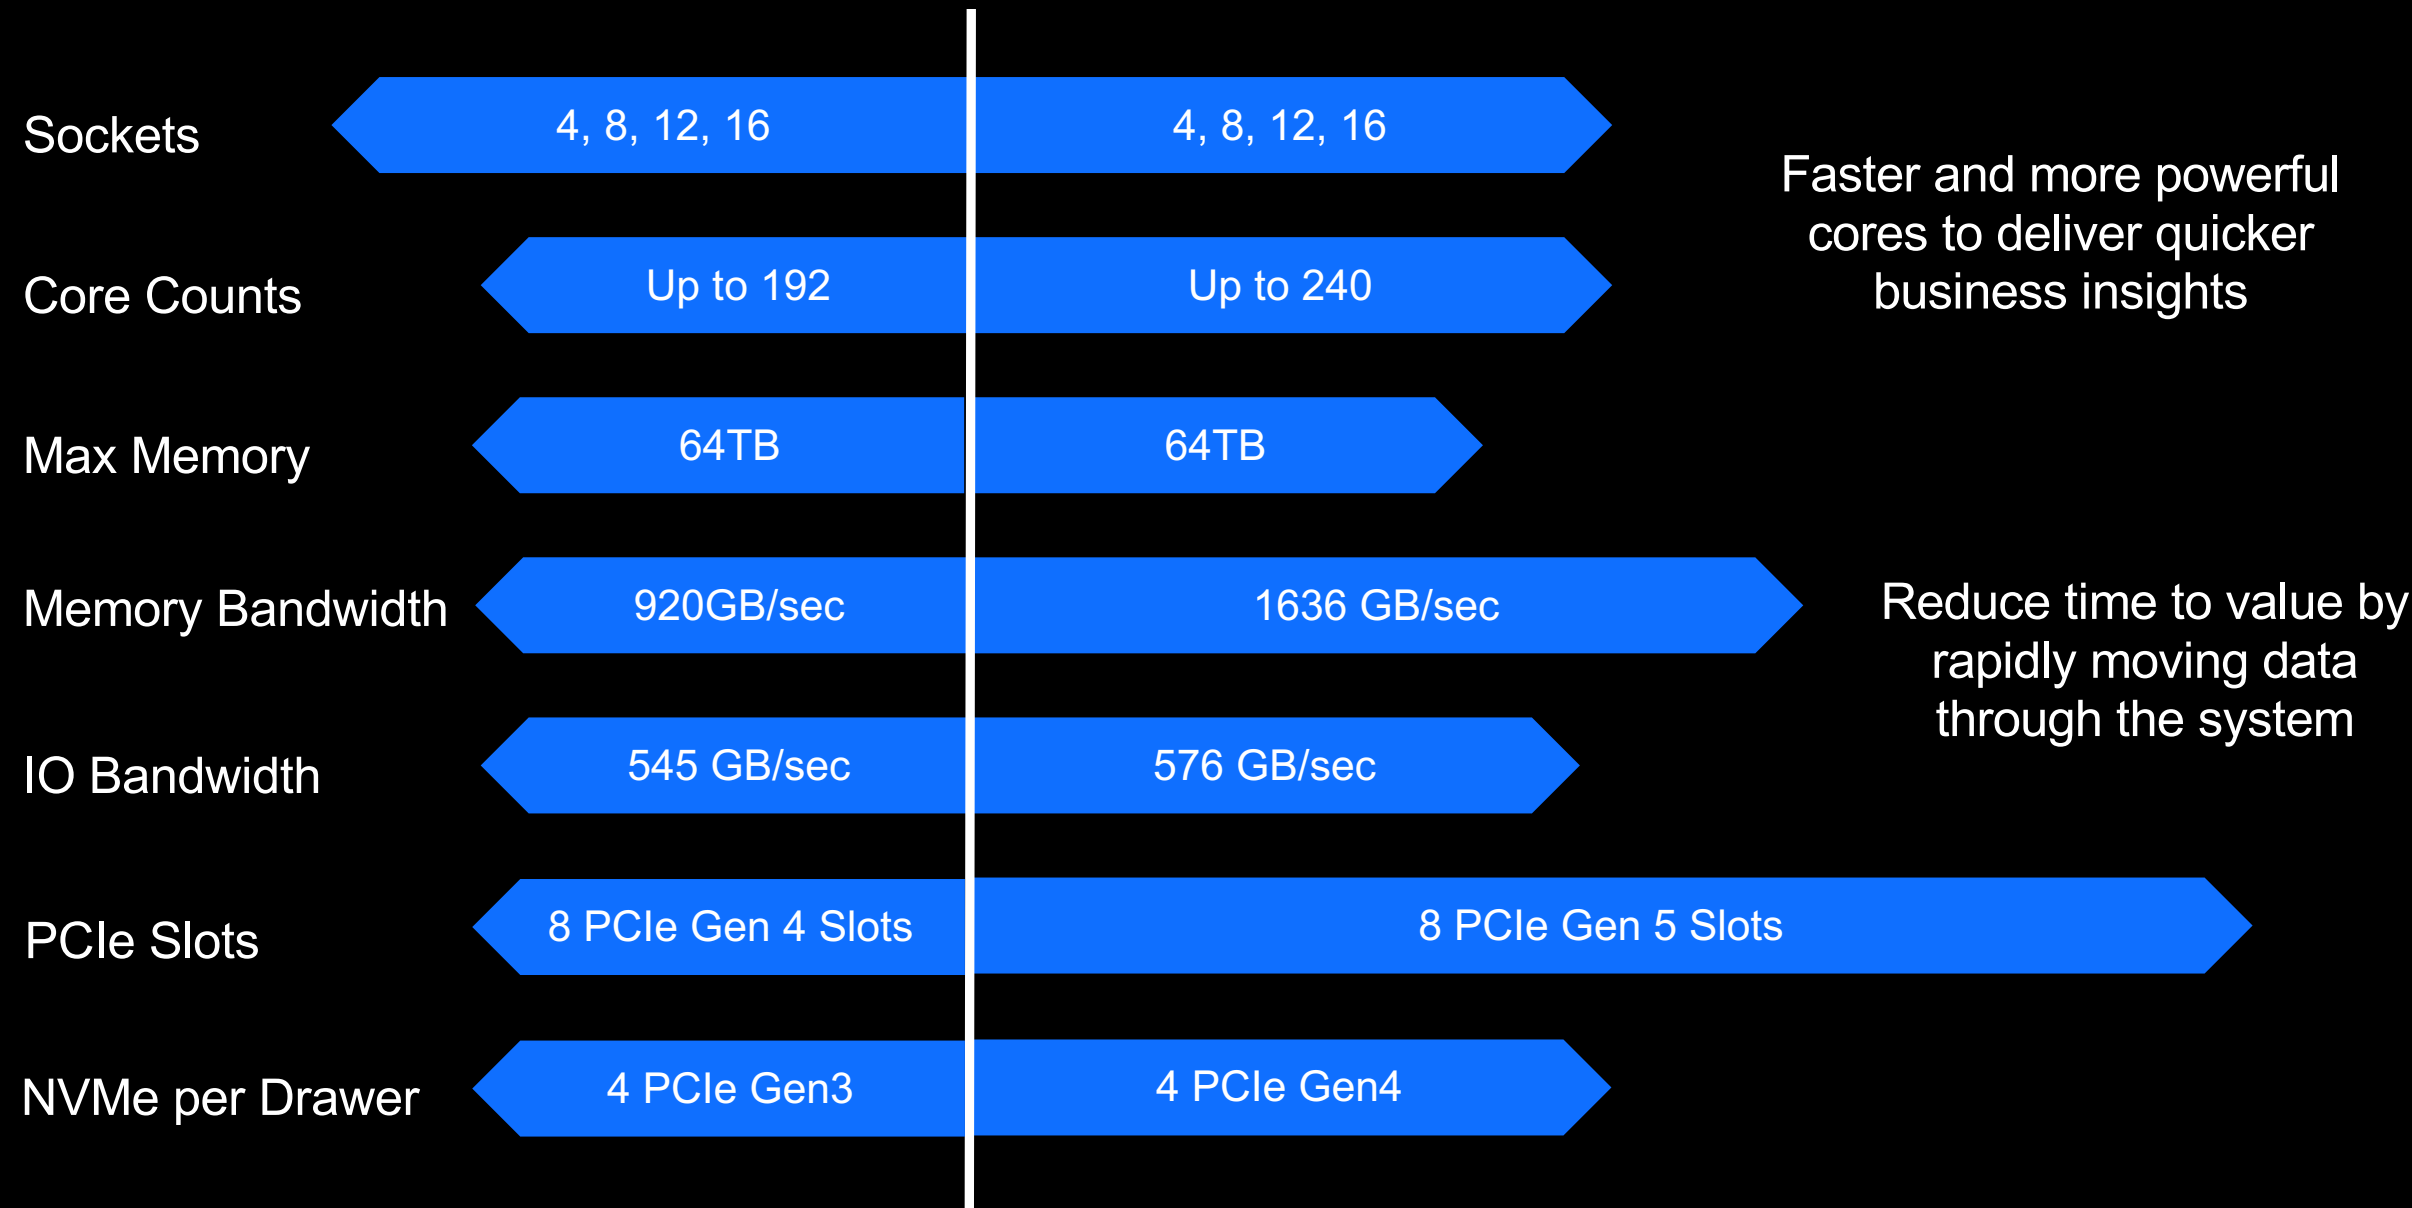 Sockets
4, 8, 12, 16
4, 8, 12, 16
Faster and more powerful
cores to deliver quicker
business insights
Core Counts
Up to 192
Up to 240
Max Memory
64TB
64TB
Memory Bandwidth
920GB/sec
1636 GB/sec
Reduce time to value by
rapidly moving data
through the system
IO Bandwidth
545 GB/sec
576 GB/sec
PCIe Slots
8 PCIe Gen 4 Slots
8 PCIe Gen 5 Slots
NVMe per Drawer
4 PCIe Gen3
4 PCIe Gen4